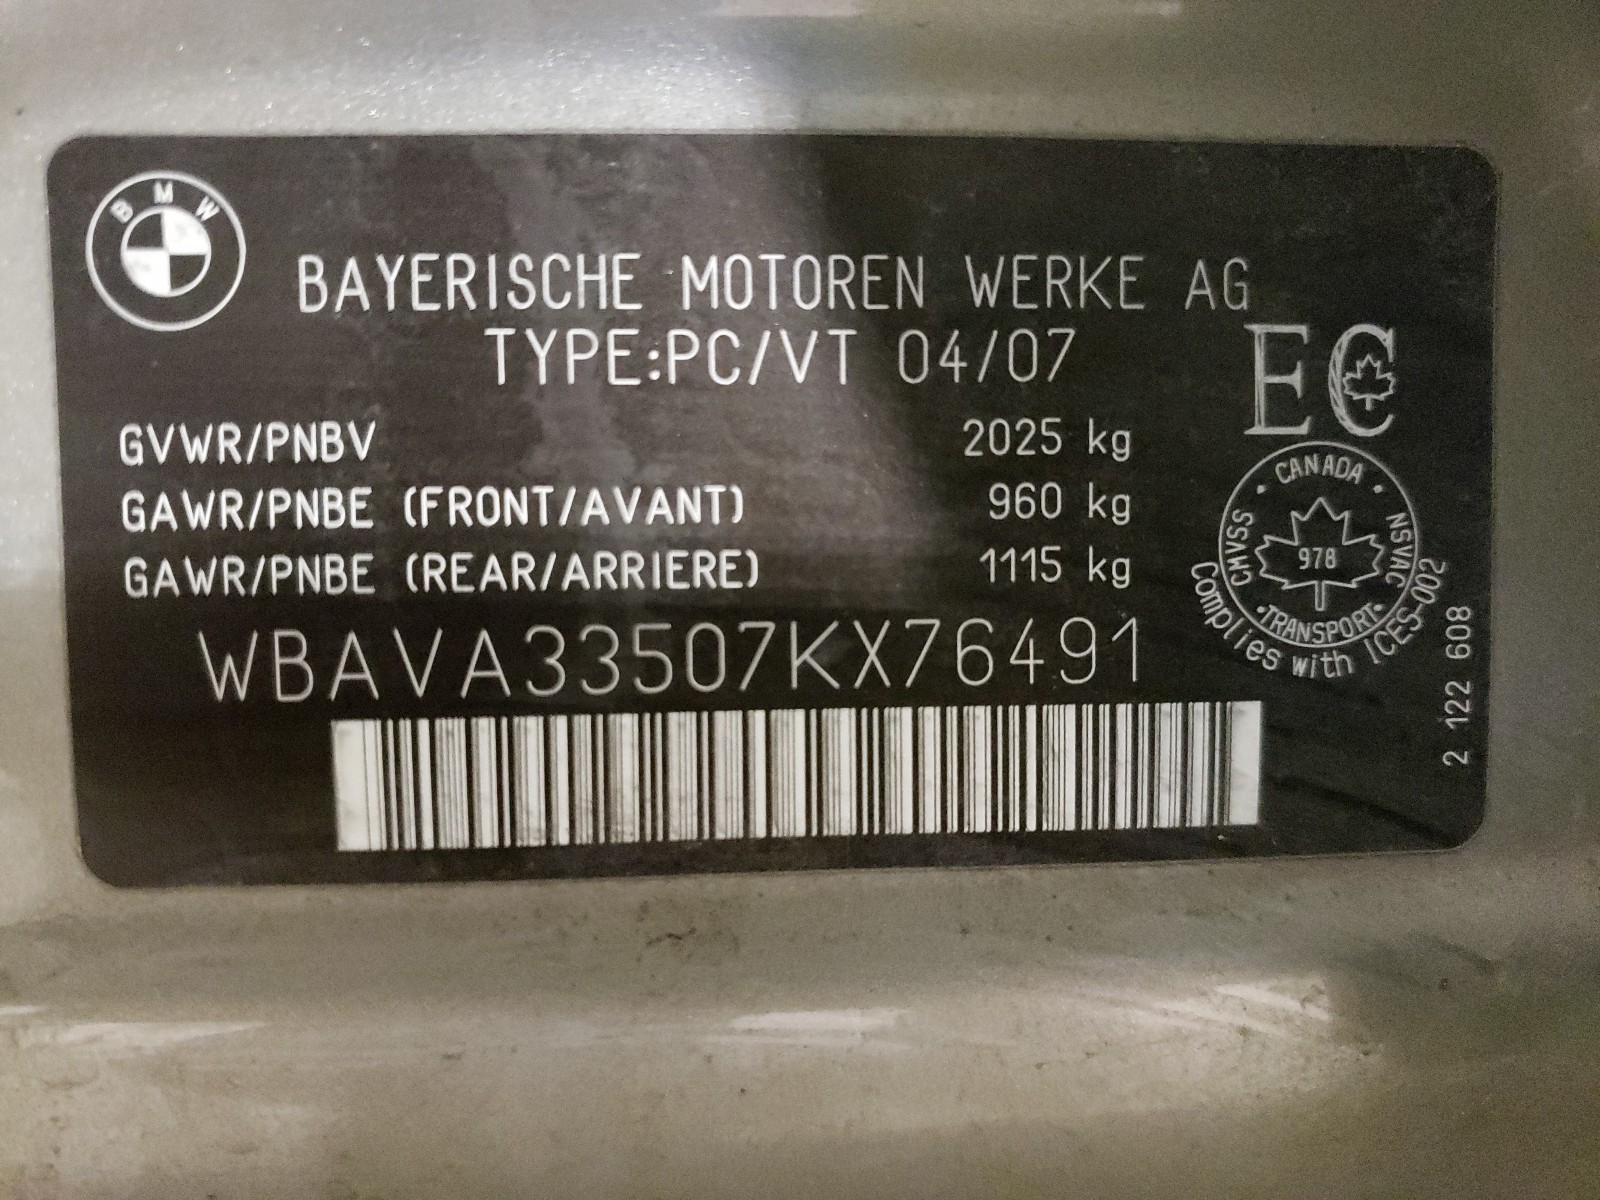 BMW
BAYERISCHE MOTOREN WERKE AG
TYPE:PC/VT 04/07
GVWR/PNBV 2025 kg
GAWR/PNBE (FRONT/AVANT) 960 kg
GAWR/PNBE (REAR/ARRIERE) 1115 kg
WBAVA33507KX76491
EC
CANADA
CMVSS
NSVAC
978
TRANSPORT
Complies with ICES-002
2 122 608